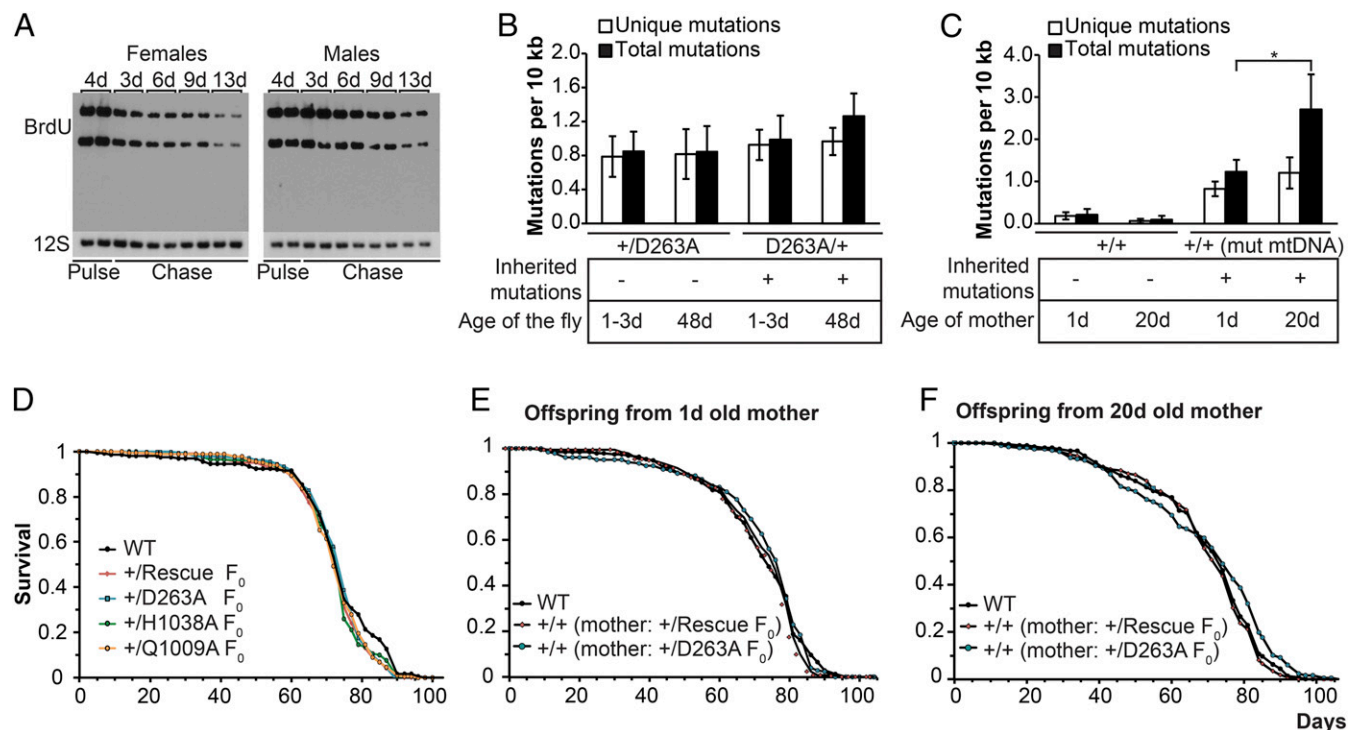 A
Females
Males
4d 3d 6d 9d 13d
4d 3d 6d 9d 13d
BrdU
12S
Pulse Chase
Pulse Chase
B
Unique mutations
Total mutations
Mutations per 10 kb
2.0
1.6
1.2
0.8
0.4
0.0
+/D263A D263A/+
Inherited mutations - - + +
Age of the fly 1-3d 48d 1-3d 48d
C
Unique mutations
Total mutations
*
Mutations per 10 kb
4.0
3.0
2.0
1.0
0.0
+/+ +/+ (mut mtDNA)
Inherited mutations - - + +
Age of mother 1d 20d 1d 20d
D
Survival
1
0.8
0.6
0.4
0.2
0
WT
+/Rescue F0
+/D263A F0
+/H1038A F0
+/Q1009A F0
0 20 40 60 80 100
E
Offspring from 1d old mother
1
0.8
0.6
0.4
0.2
0
WT
+/+ (mother: +/Rescue F0)
+/+ (mother: +/D263A F0)
0 20 40 60 80 100
F
Offspring from 20d old mother
1
0.8
0.6
0.4
0.2
0
WT
+/+ (mother: +/Rescue F0)
+/+ (mother: +/D263A F0)
0 20 40 60 80 100
Days